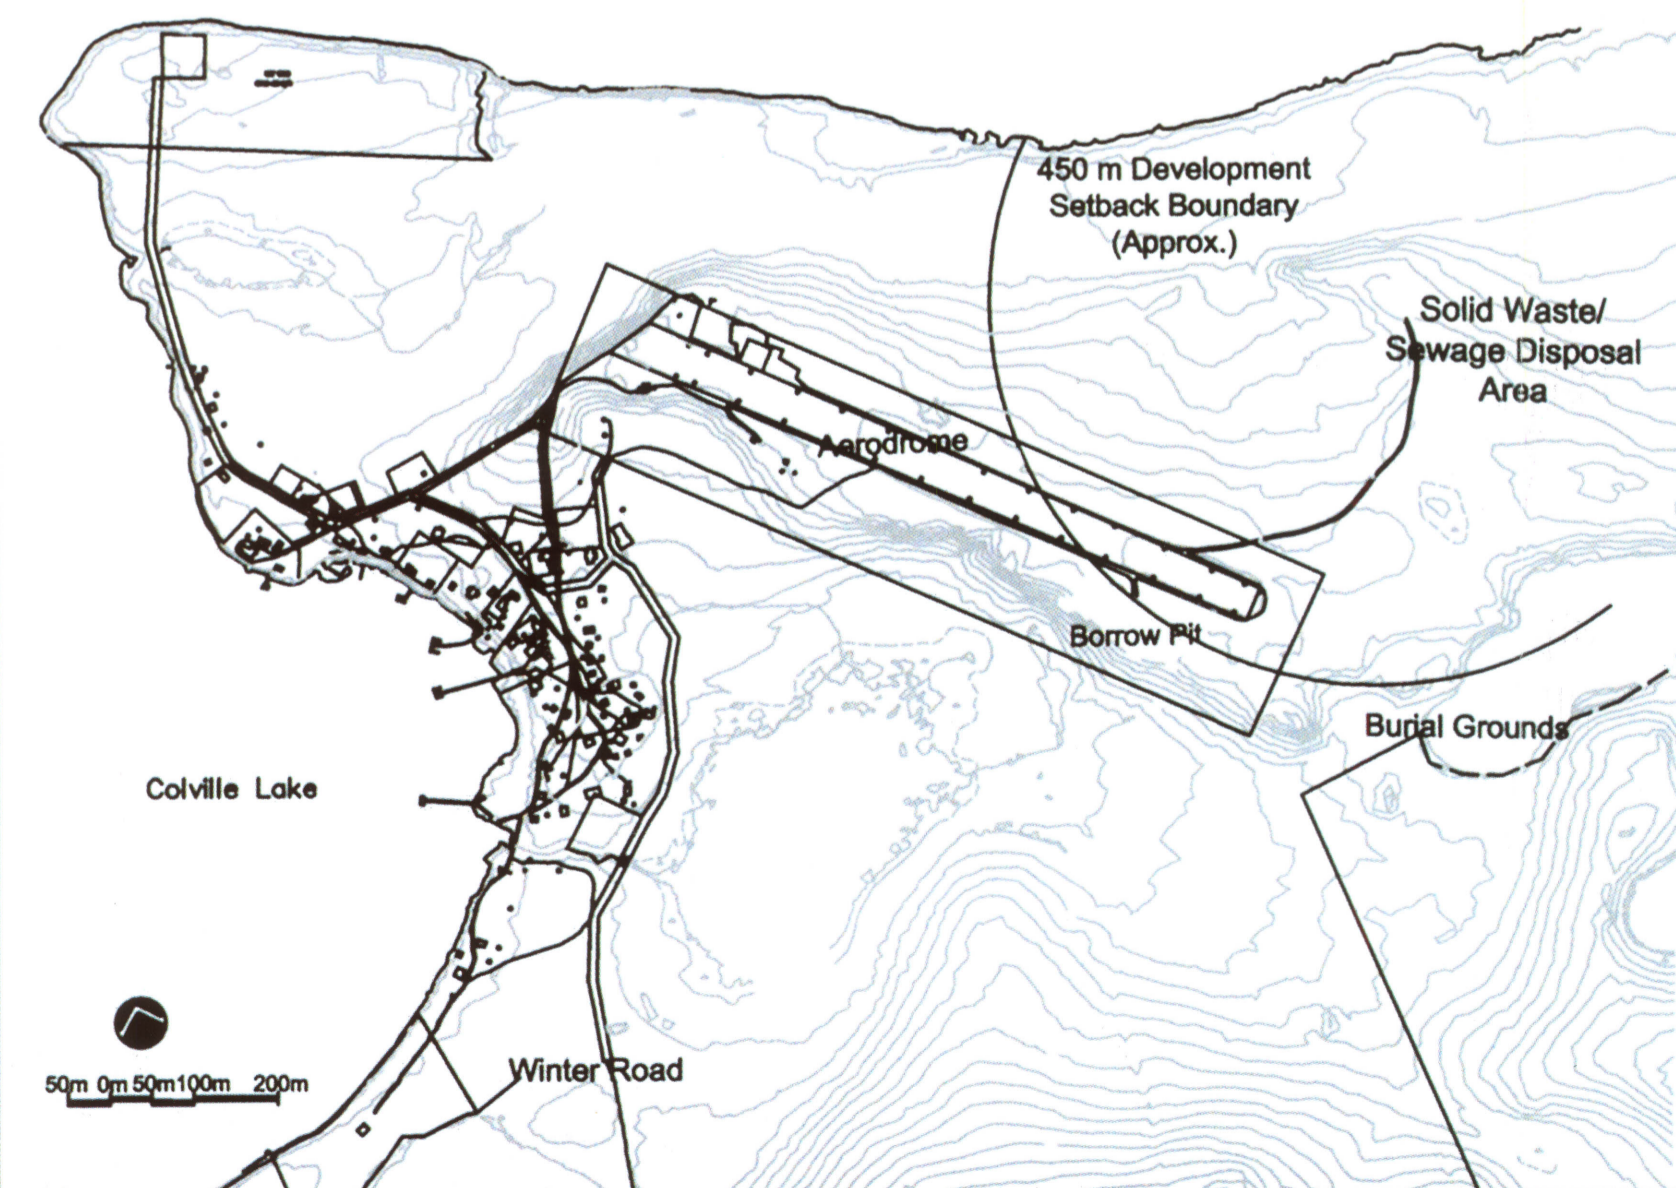 450 m Development
Setback Boundary
(Approx.)
Solid Waste/
Sewage Disposal
Area
Aerodrome
Borrow Pit
Burial Grounds
Colville Lake
Winter Road
50m 0m 50m 100m 200m